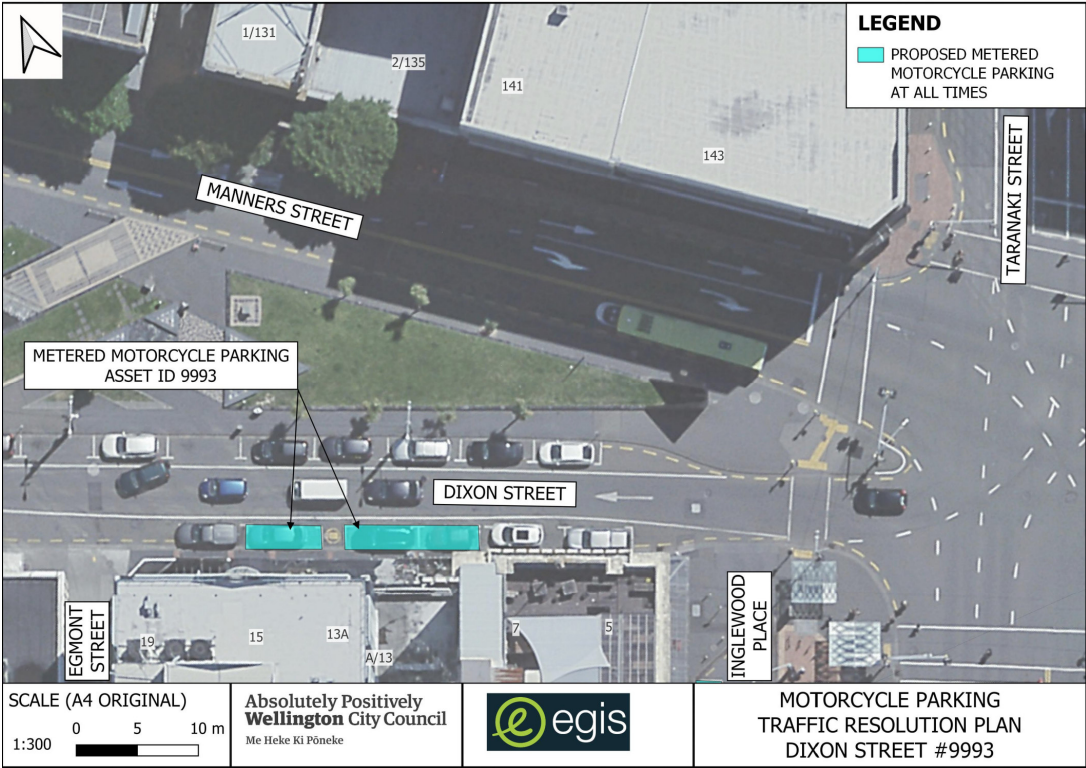 LEGEND
PROPOSED METERED
MOTORCYCLE PARKING
AT ALL TIMES
1/131
2/135
141
143
MANNERS STREET
TARANAKI STREET
METERED MOTORCYCLE PARKING
ASSET ID 9993
DIXON STREET
EGMONT
STREET
19
15
13A
A/13
7
5
INGLEWOOD
PLACE
SCALE (A4 ORIGINAL)
1:300
0 5 10 m
Absolutely Positively
Wellington City Council
Me Heke Ki Pōneke
egis
MOTORCYCLE PARKING
TRAFFIC RESOLUTION PLAN
DIXON STREET #9993